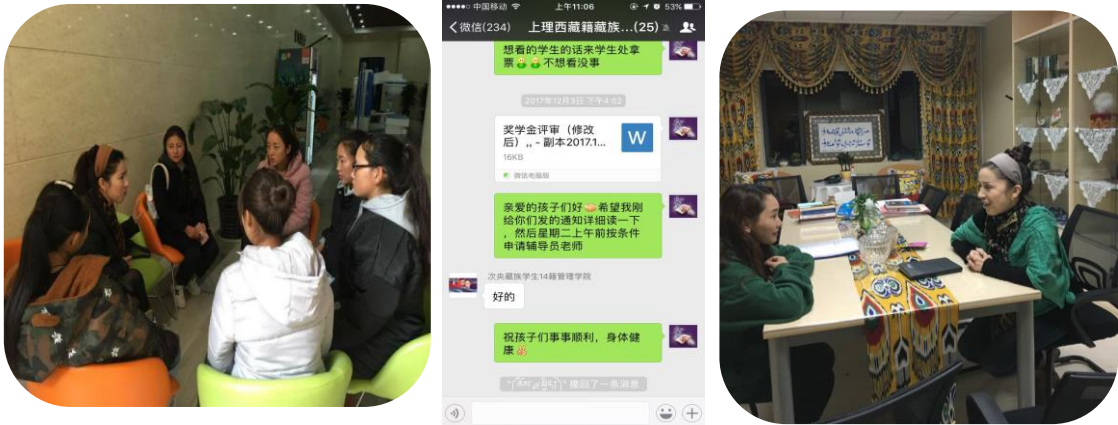 中国移动
上午11:06
53%
微信(234)
上理西藏籍藏族...(25)
想看的学生的话来学生处拿
票不想看没事
2017年12月3日 下午4:52
奖学金评审（修改
后）,, - 副本2017.1...
W
16KB
微信电脑版
亲爱的孩子们好希望我刚
给你们发的通知详细读一下
，然后星期二上午前按条件
申请辅导员老师
次央藏族学生14籍管理学院
好的
祝孩子们事事顺利，身体健
康
撤回了一条消息